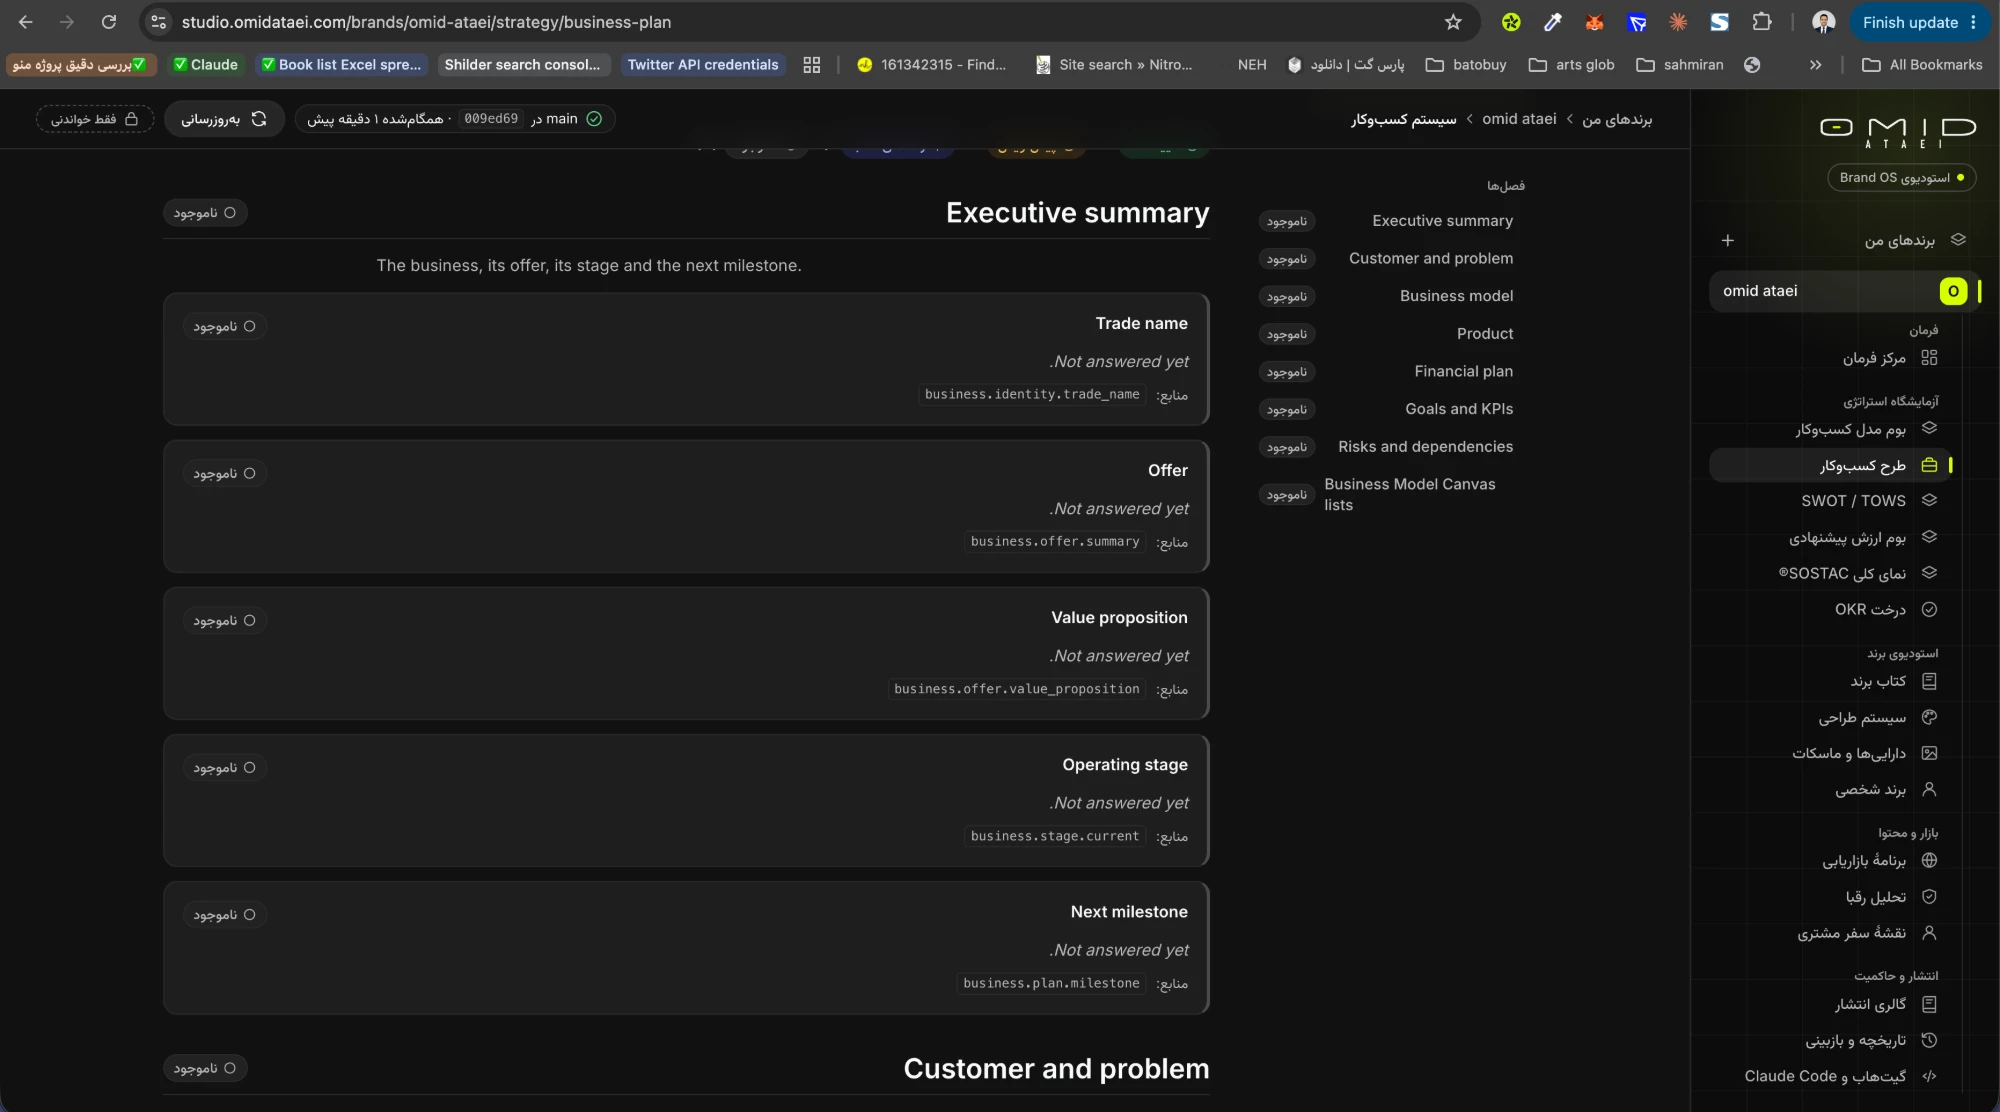 studio.omidataei.com/brands/omid-ataei/strategy/business-plan
Finish update
بررسی دقیق پروژه منو✅
✅ Claude
✅ Book list Excel spre...
Shilder search consol...
Twitter API credentials
161342315 - Find...
Site search » Nitro...
NEH
پارس گت | دانلود
batobuy
arts glob
sahmiran
»
All Bookmarks
برندهای من < omid ataei < سیستم کسب‌وکار
main در 009ed69 · همگام‌شده ۱ دقیقه پیش
به‌روزرسانی
فقط خواندنی
OMID
ATAEI
استودیوی Brand OS
برندهای من
+
omid ataei
O
فرمان
مرکز فرمان
آزمایشگاه استراتژی
بوم مدل کسب‌وکار
طرح کسب‌وکار
SWOT / TOWS
بوم ارزش پیشنهادی
نمای کلی SOSTAC®
درخت OKR
استودیوی برند
کتاب برند
سیستم طراحی
دارایی‌ها و ماسکات
برند شخصی
بازار و محتوا
برنامهٔ بازاریابی
تحلیل رقبا
نقشهٔ سفر مشتری
انتشار و حاکمیت
گالری انتشار
تاریخچه و بازبینی
گیت‌هاب و Claude Code
فصل‌ها
Executive summary
ناموجود
Customer and problem
ناموجود
Business model
ناموجود
Product
ناموجود
Financial plan
ناموجود
Goals and KPIs
ناموجود
Risks and dependencies
ناموجود
Business Model Canvas
lists
ناموجود
Executive summary
ناموجود
The business, its offer, its stage and the next milestone.
Trade name
ناموجود
.Not answered yet
منابع: business.identity.trade_name
Offer
ناموجود
.Not answered yet
منابع: business.offer.summary
Value proposition
ناموجود
.Not answered yet
منابع: business.offer.value_proposition
Operating stage
ناموجود
.Not answered yet
منابع: business.stage.current
Next milestone
ناموجود
.Not answered yet
منابع: business.plan.milestone
Customer and problem
ناموجود